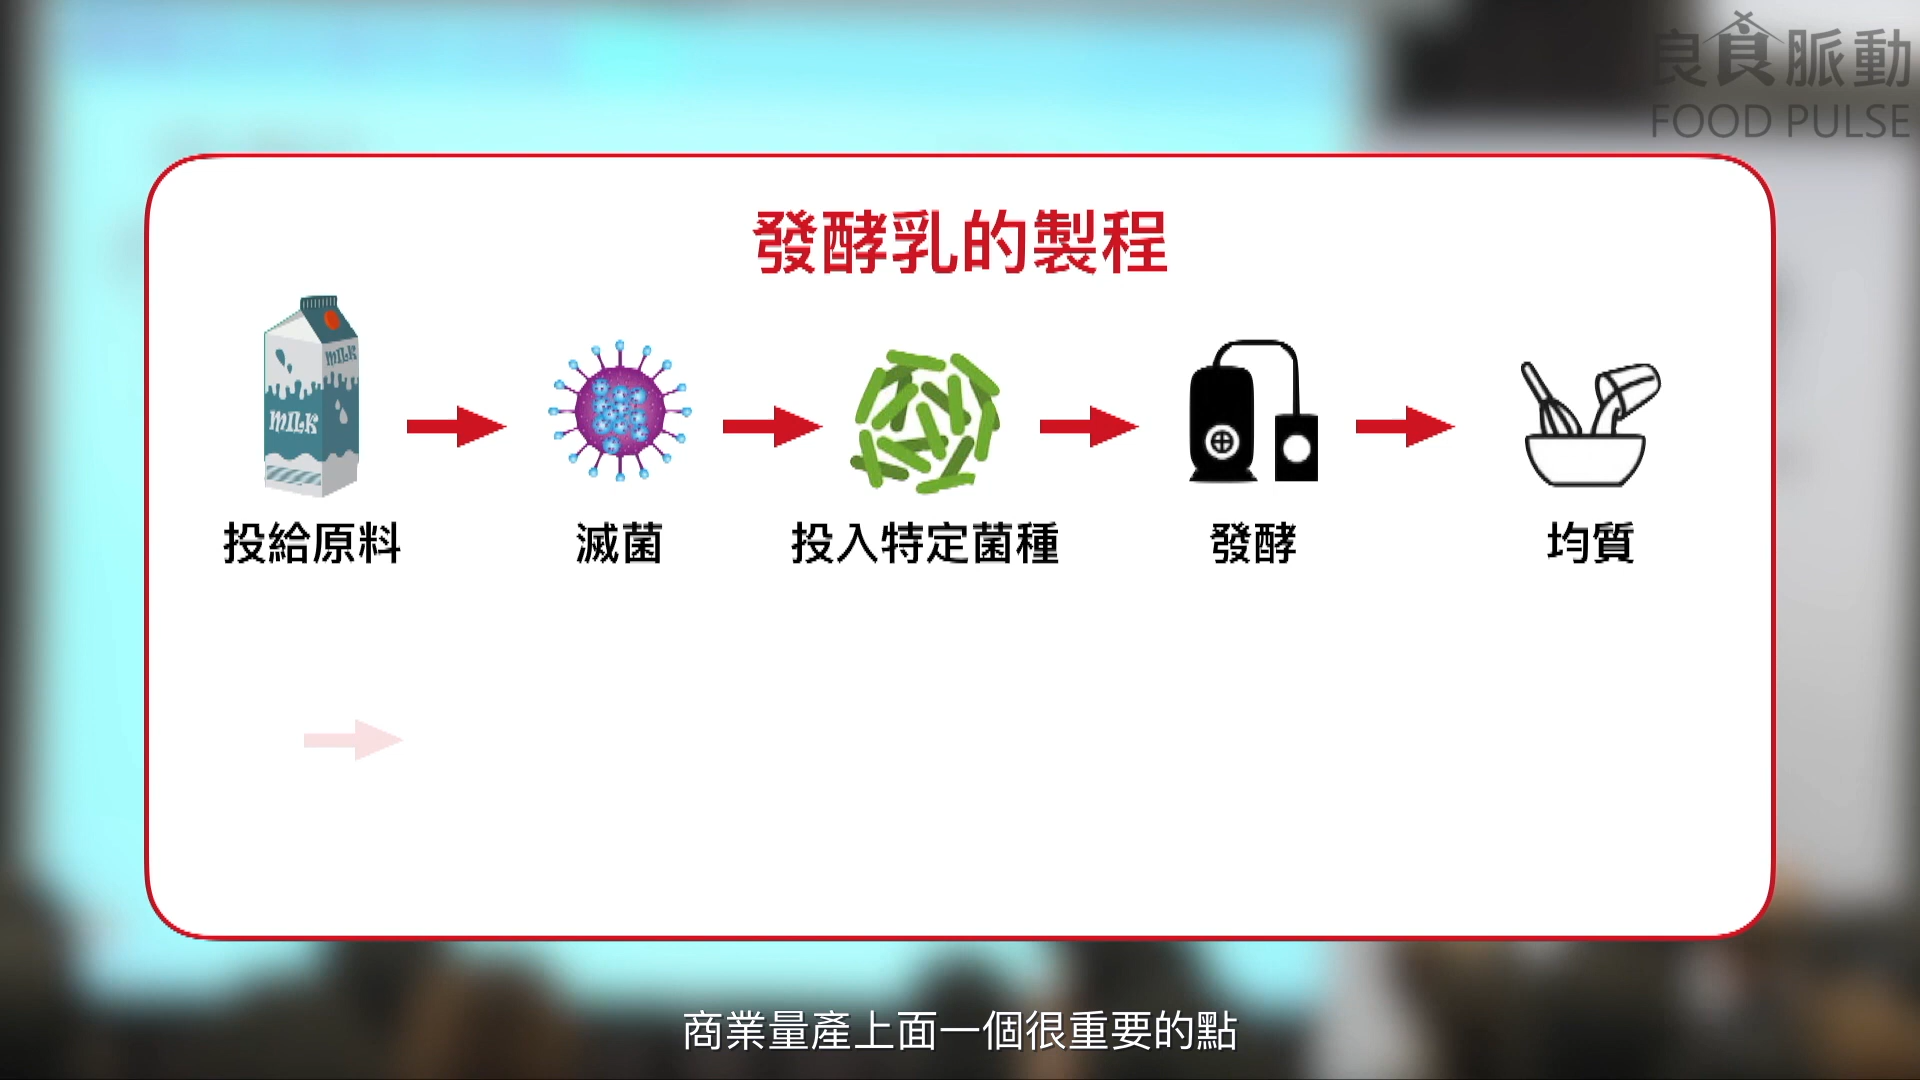 良食脈動
FOOD PULSE
發酵乳的製程
MILK
MILK
投給原料
滅菌
投入特定菌種
發酵
均質
商業量產上面一個很重要的點